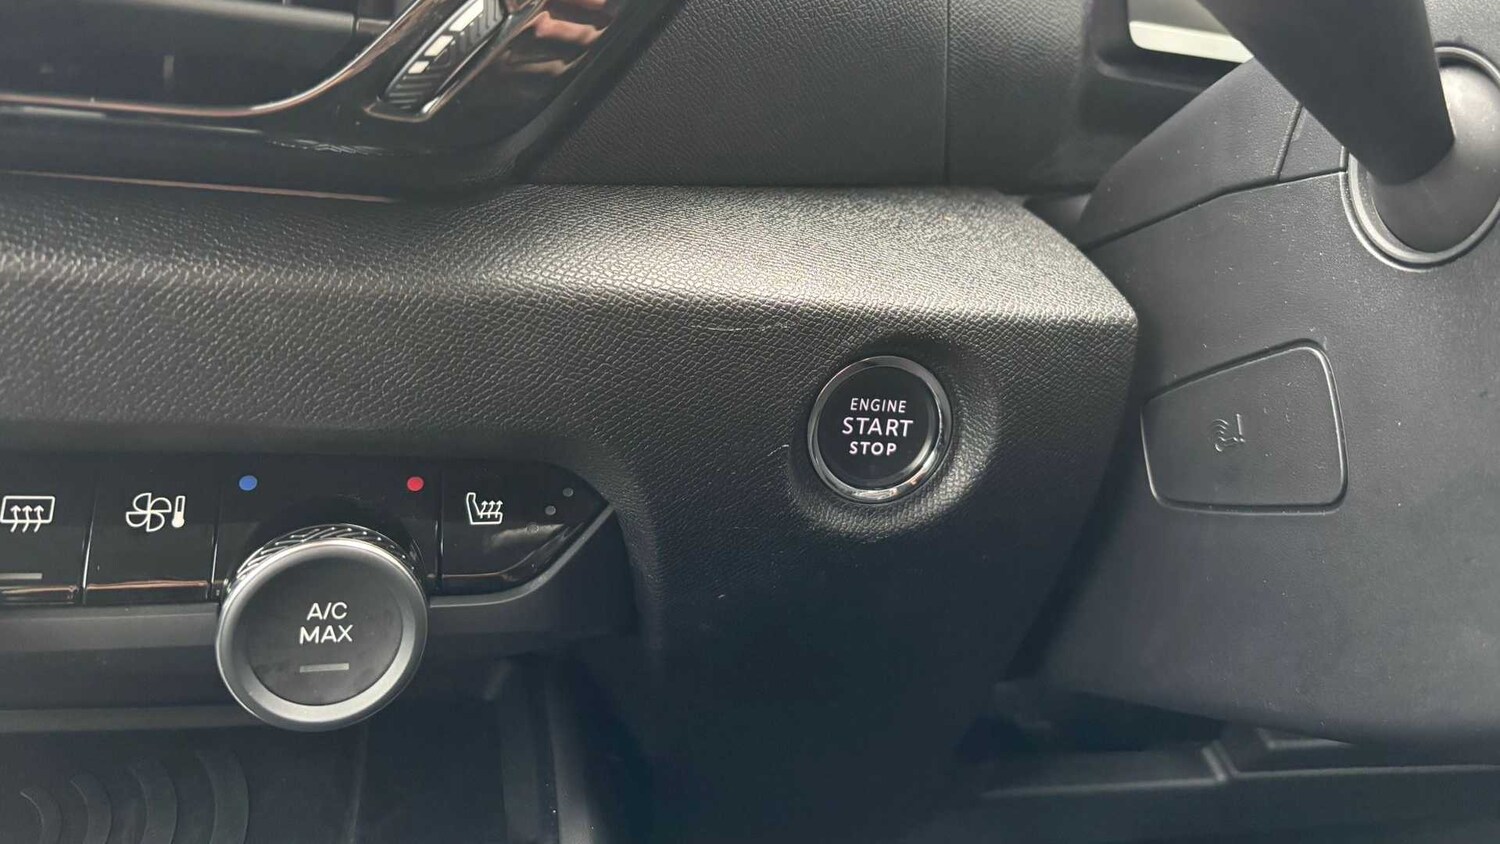 ENGINE
START
STOP
A/C
MAX